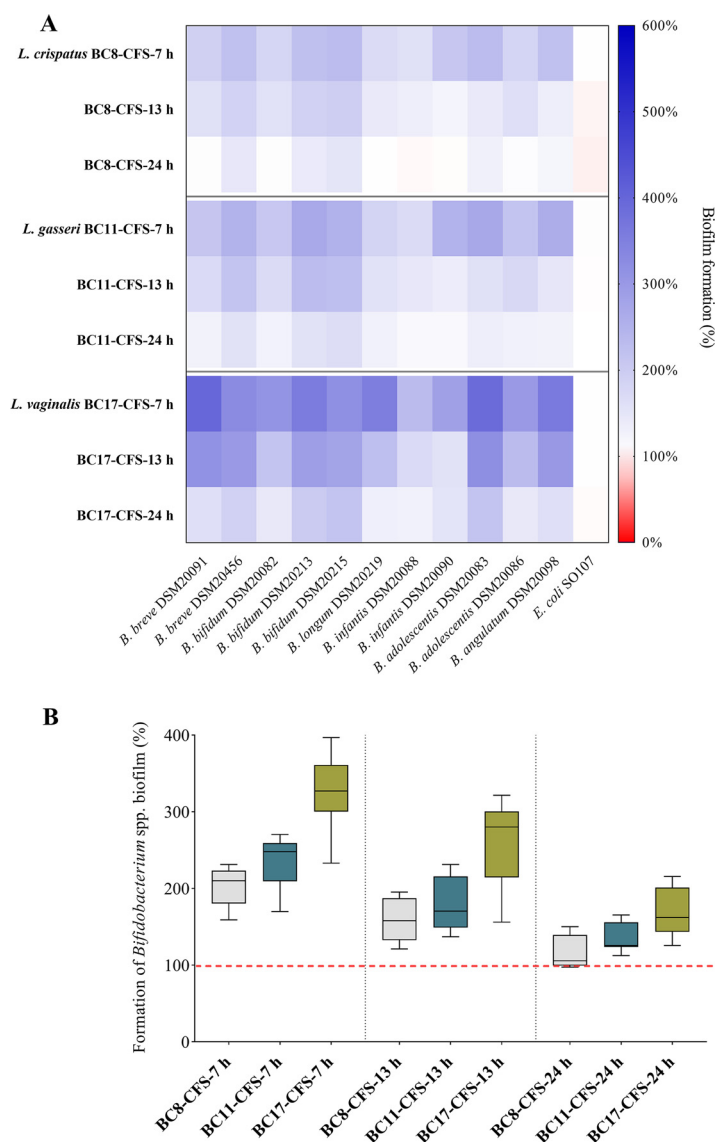 A
L. crispatus BC8-CFS-7 h
BC8-CFS-13 h
BC8-CFS-24 h
L. gasseri BC11-CFS-7 h
BC11-CFS-13 h
BC11-CFS-24 h
L. vaginalis BC17-CFS-7 h
BC17-CFS-13 h
BC17-CFS-24 h
B. breve DSM20091
B. breve DSM20456
B. bifidum DSM20082
B. bifidum DSM20213
B. bifidum DSM20215
B. longum DSM20219
B. infantis DSM20088
B. infantis DSM20090
B. adolescentis DSM20083
B. adolescentis DSM20086
B. angulatum DSM20098
E. coli SO107
600%
500%
400%
300%
200%
100%
0%
Biofilm formation (%)
B
Formation of Bifidobacterium spp. biofilm (%)
400
300
200
100
0
BC8-CFS-7 h
BC11-CFS-7 h
BC17-CFS-7 h
BC8-CFS-13 h
BC11-CFS-13 h
BC17-CFS-13 h
BC8-CFS-24 h
BC11-CFS-24 h
BC17-CFS-24 h